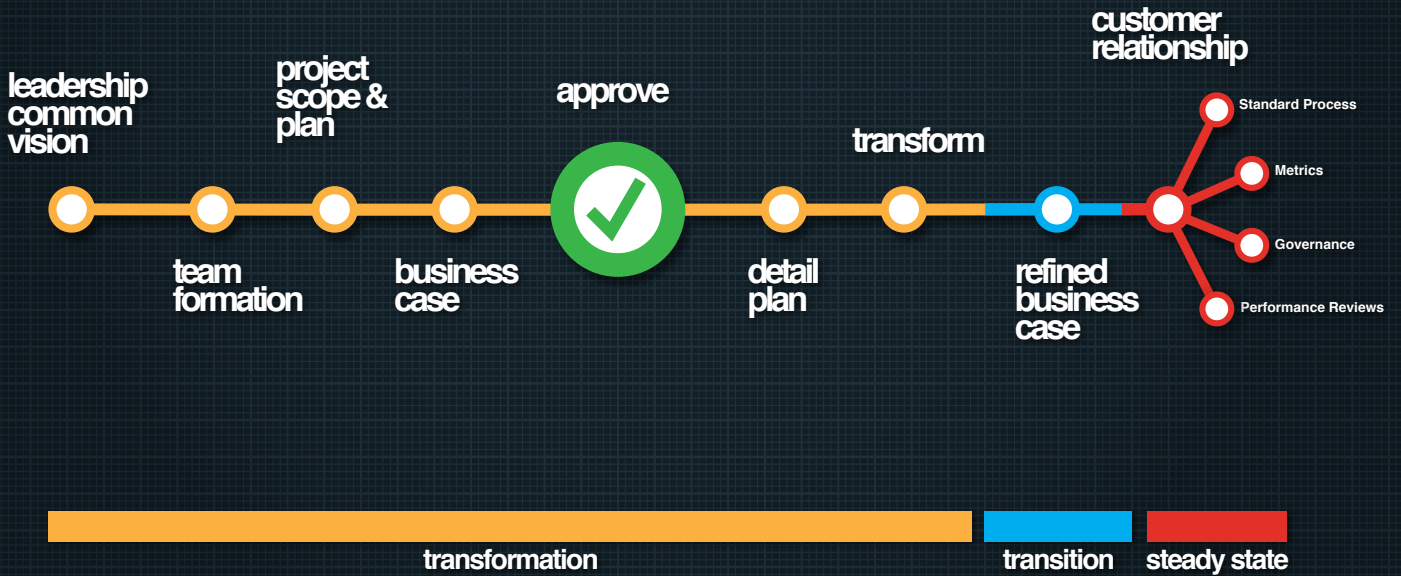 leadership
common
vision
team
formation
project
scope &
plan
business
case
approve
detail
plan
transform
refined
business
case
customer
relationship
Standard Process
Metrics
Governance
Performance Reviews
transformation
transition
steady state